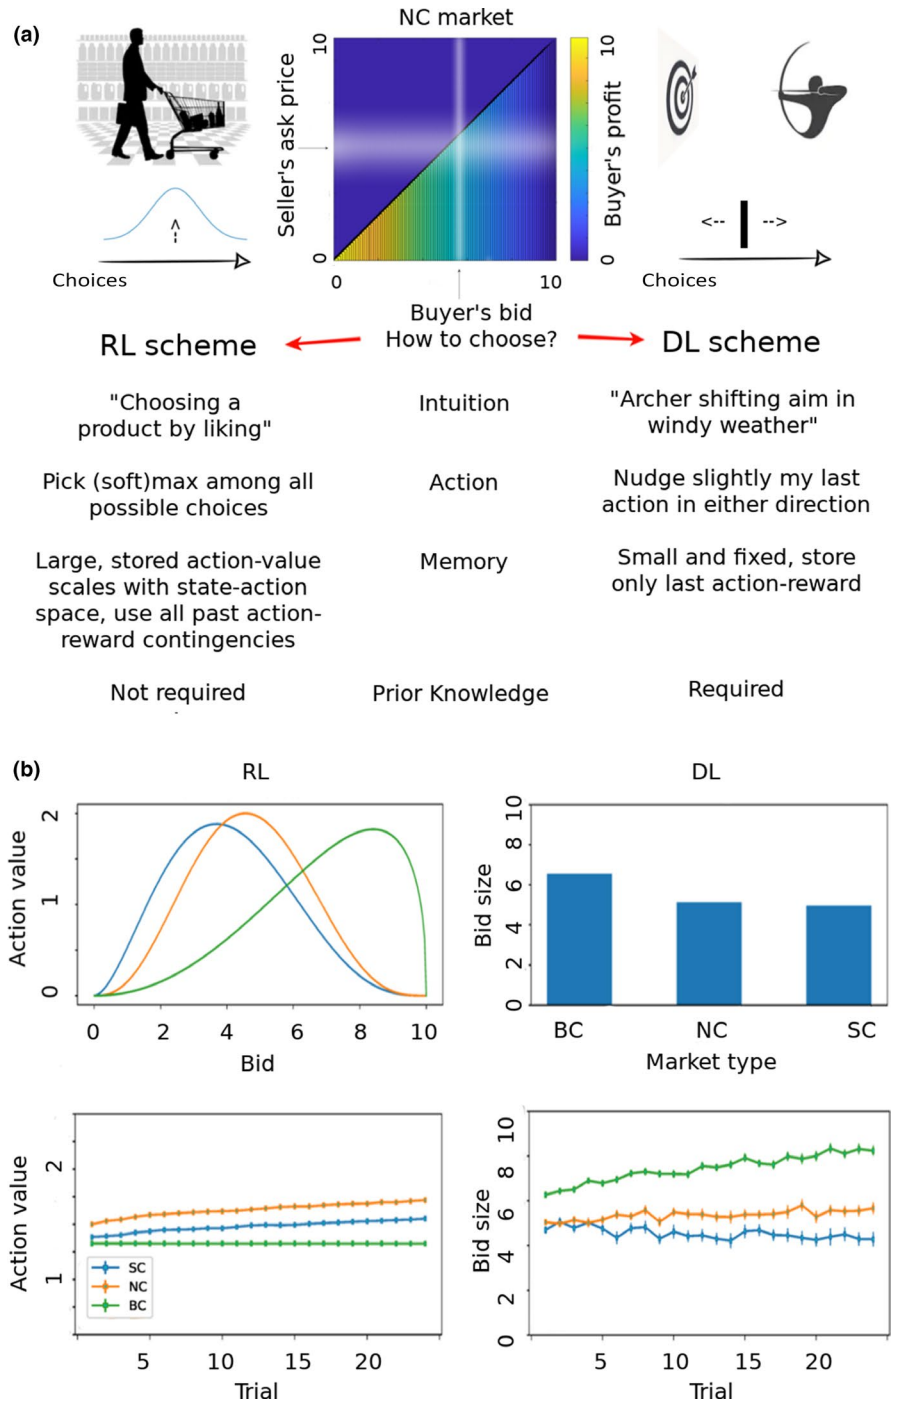 (a)
NC market
Seller's ask price
10
0
0
10
Buyer's profit
10
0
Choices
<-- -->
Choices
Buyer's bid
How to choose?
RL scheme
DL scheme
"Choosing a
product by liking"
Intuition
"Archer shifting aim in
windy weather"
Pick (soft)max among all
possible choices
Action
Nudge slightly my last
action in either direction
Large, stored action-value
scales with state-action
space, use all past action-
reward contingencies
Memory
Small and fixed, store
only last action-reward
Not required
Prior Knowledge
Required
(b)
RL
Action value
2
1
0
0 2 4 6 8 10
Bid
DL
Bid size
10
8
6
4
2
0
BC NC SC
Market type
Action value
2
1
SC
NC
BC
5 10 15 20
Trial
Bid size
10
8
6
4
2
0
5 10 15 20
Trial